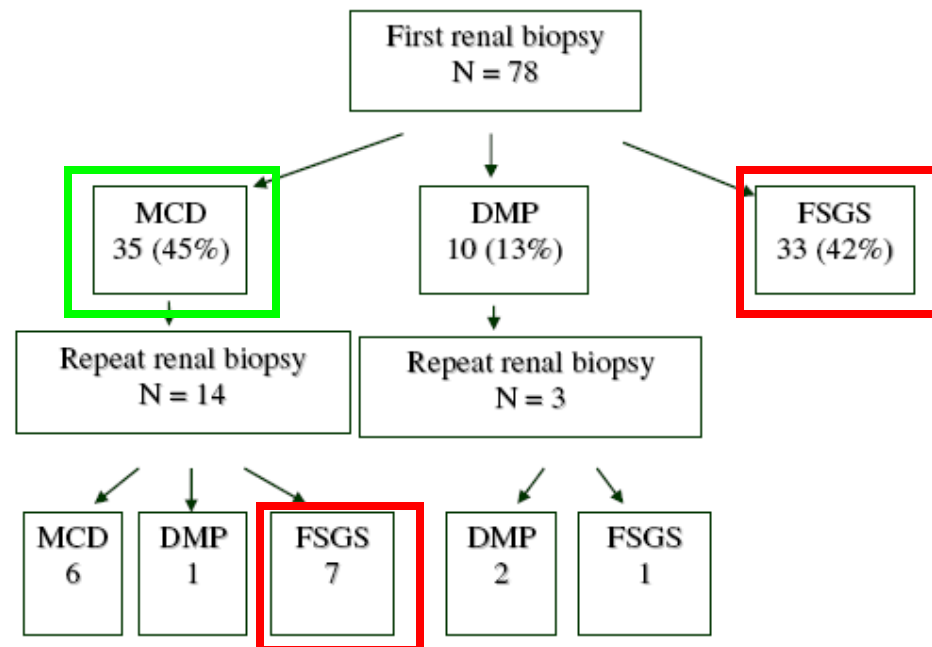 First renal biopsy
N = 78
MCD
35 (45%)
DMP
10 (13%)
FSGS
33 (42%)
Repeat renal biopsy
N = 14
Repeat renal biopsy
N = 3
MCD
6
DMP
1
FSGS
7
DMP
2
FSGS
1